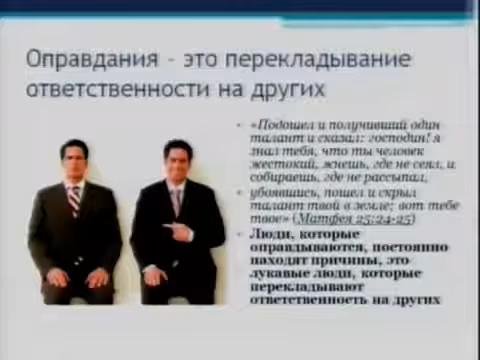 Оправдания - это перекладывание
ответственности на других
• «Подошел и получивший один
талант и сказал: господин! я
знал тебя, что ты человек
жестокий, жнешь, где не сеял, и
собираешь, где не рассыпал,
• убоявшись, пошел и скрыл
талант твой в земле; вот тебе
твое» (Матфея 25:24-25)
• Люди, которые
оправдываются, постоянно
находят причины, это
лукавые люди, которые
перекладывают
ответственность на других